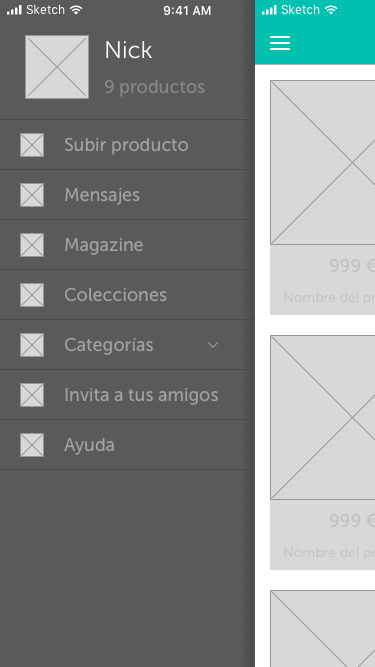 Sketch 9:41 AM
Sketch
Nick
9 productos
Subir producto
Mensajes
Magazine
Colecciones
Categorías
Invita a tus amigos
Ayuda
999 €
Nombre del pr
999 €
Nombre del pr